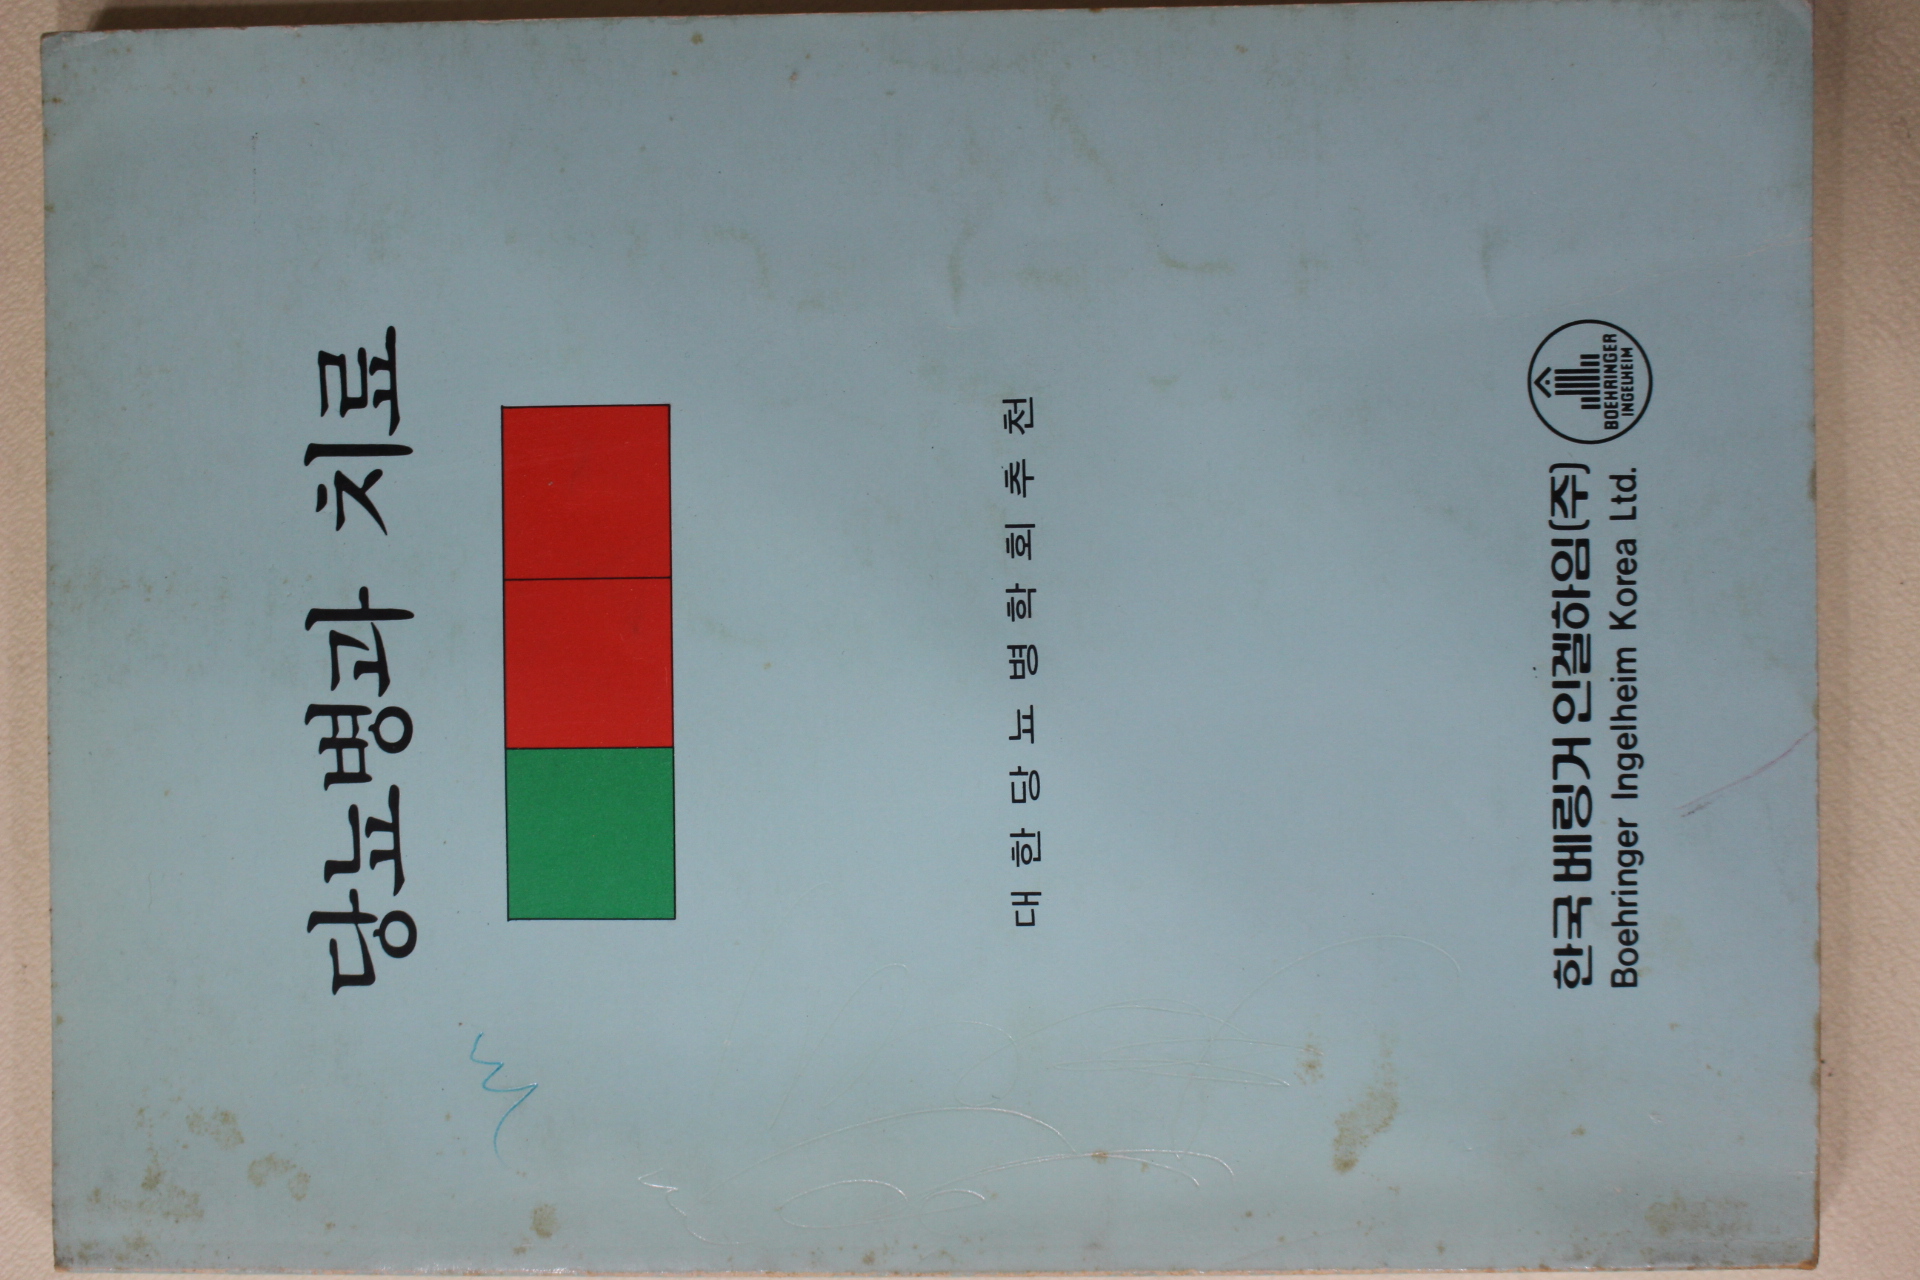 당뇨병과 치료
대한당뇨병학회추천
한국 베링거 인겔하임(주)
Boehringer Ingelheim Korea Ltd.
BOEHRINGER
INGELHEIM